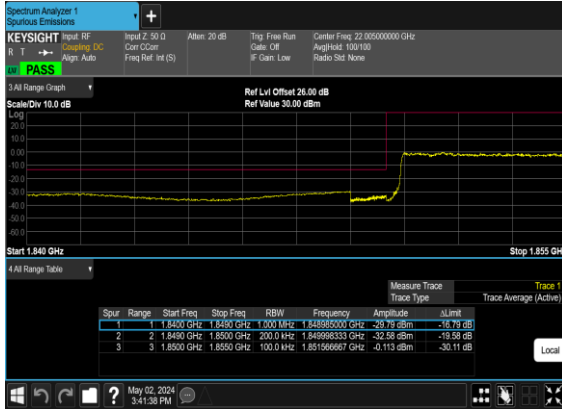 Spectrum Analyzer 1
Spurious Emissions
+
KEYSIGHT Input: RF Input Z: 50 Ω Atten: 20 dB Trig: Free Run Center Freq: 22.005000000 GHz
R T Coupling: DC Corr CCorr Gate: Off Avg|Hold: 100/100
Align: Auto Freq Ref: Int (S) IF Gain: Low Radio Std: None
PASS
3 All Range Graph
Ref Lvl Offset 26.00 dB
Scale/Div 10.0 dB Ref Value 30.00 dBm
Log
20.0
10.0
0.00
-10.0
-20.0
-30.0
-40.0
-50.0
-60.0
Start 1.840 GHz Stop 1.855 GH
4 All Range Table
Measure Trace Trace 1
Trace Type Trace Average (Active)
Spur Range Start Freq Stop Freq RBW Frequency Amplitude ΔLimit
1 1 1.8400 GHz 1.8490 GHz 1.000 MHz 1.848985000 GHz -29.79 dBm -16.79 dB
2 2 1.8490 GHz 1.8500 GHz 200.0 kHz 1.849998333 GHz -32.58 dBm -19.58 dB
3 3 1.8500 GHz 1.8550 GHz 100.0 kHz 1.851566667 GHz -0.113 dBm -30.11 dB
Local
? May 02, 2024
3:41:38 PM